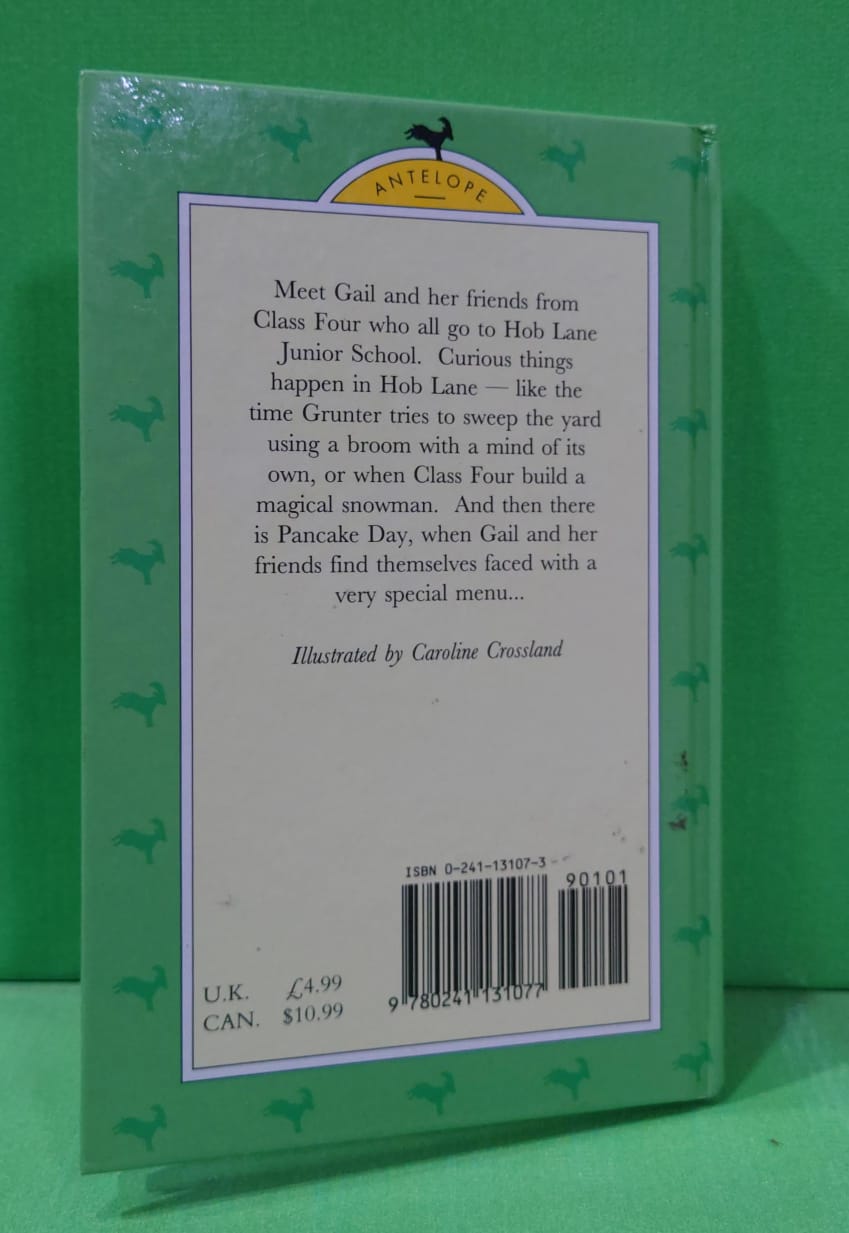 ANTELOPE
Meet Gail and her friends from
Class Four who all go to Hob Lane
Junior School. Curious things
happen in Hob Lane — like the
time Grunter tries to sweep the yard
using a broom with a mind of its
own, or when Class Four build a
magical snowman. And then there
is Pancake Day, when Gail and her
friends find themselves faced with a
very special menu...
Illustrated by Caroline Crossland
ISBN 0-241-13107-3
90101
9 780241 131077
U.K. £4.99
CAN. $10.99